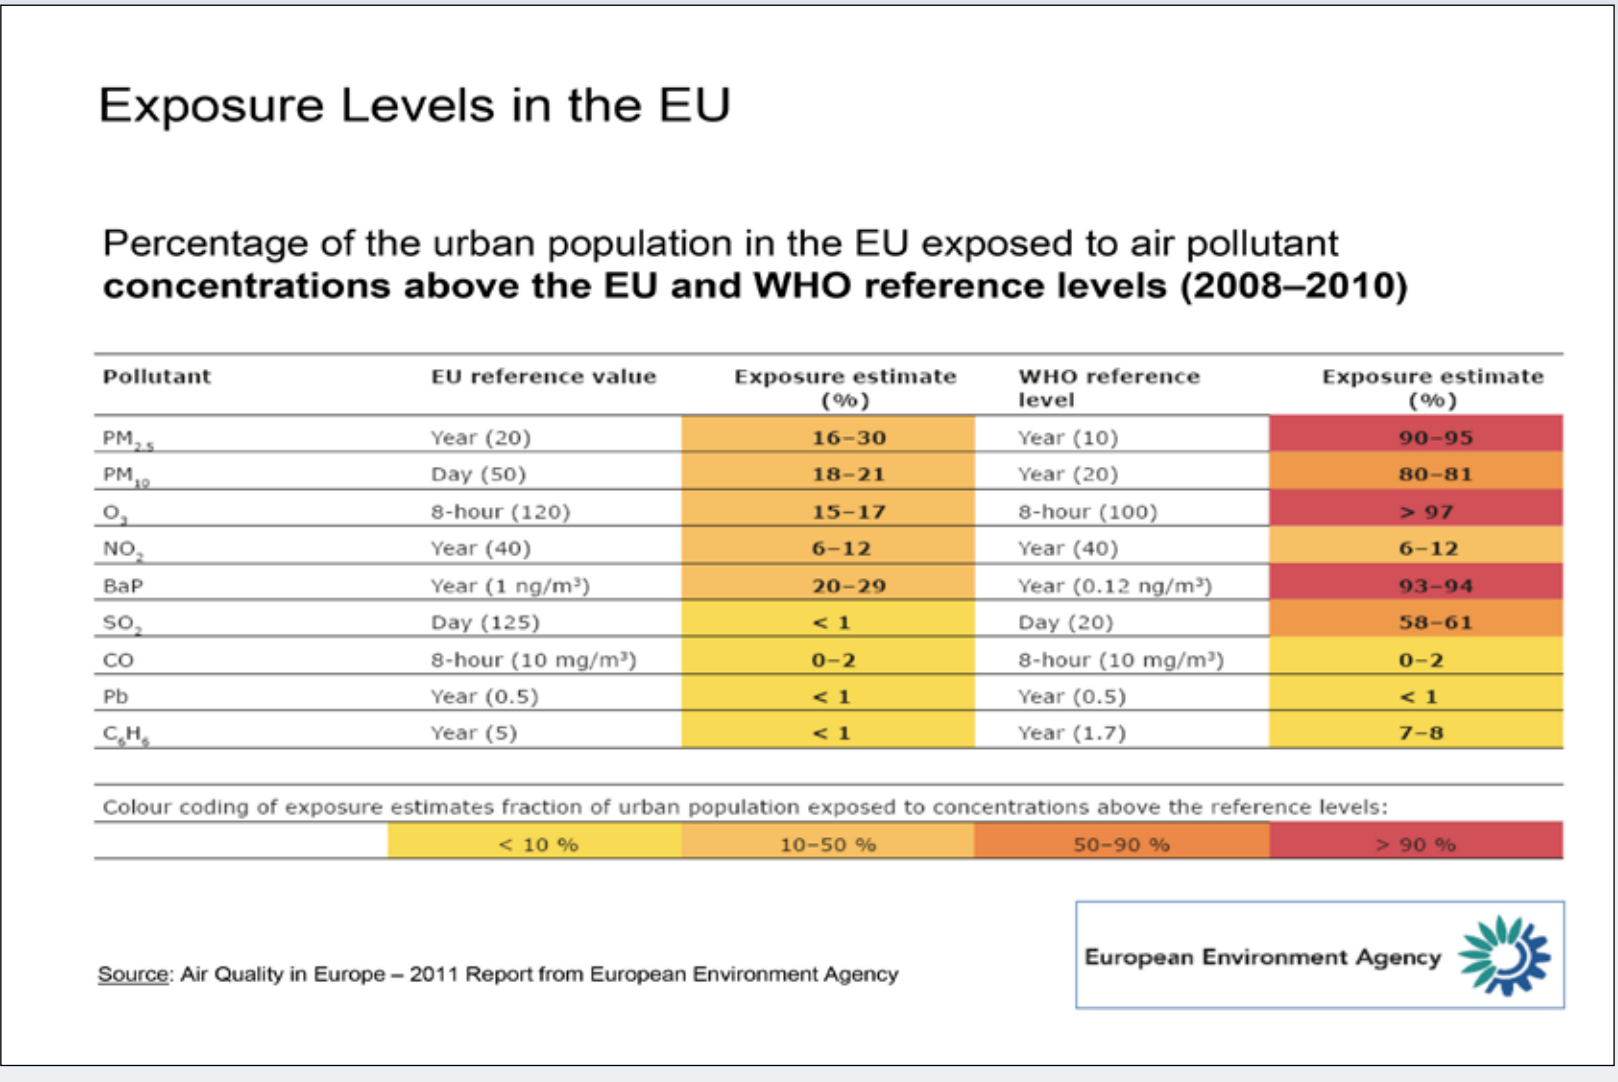 Exposure Levels in the EU
Percentage of the urban population in the EU exposed to air pollutant
concentrations above the EU and WHO reference levels (2008–2010)
Pollutant EU reference value Exposure estimate (%) WHO reference level Exposure estimate (%)
PM2.5 Year (20) 16–30 Year (10) 90–95
PM10 Day (50) 18–21 Year (20) 80–81
O3 8-hour (120) 15–17 8-hour (100) > 97
NO2 Year (40) 6–12 Year (40) 6–12
BaP Year (1 ng/m³) 20–29 Year (0.12 ng/m³) 93–94
SO2 Day (125) < 1 Day (20) 58–61
CO 8-hour (10 mg/m³) 0–2 8-hour (10 mg/m³) 0–2
Pb Year (0.5) < 1 Year (0.5) < 1
C6H6 Year (5) < 1 Year (1.7) 7–8
Colour coding of exposure estimates fraction of urban population exposed to concentrations above the reference levels:
< 10 % 10–50 % 50–90 % > 90 %
European Environment Agency
Source: Air Quality in Europe – 2011 Report from European Environment Agency